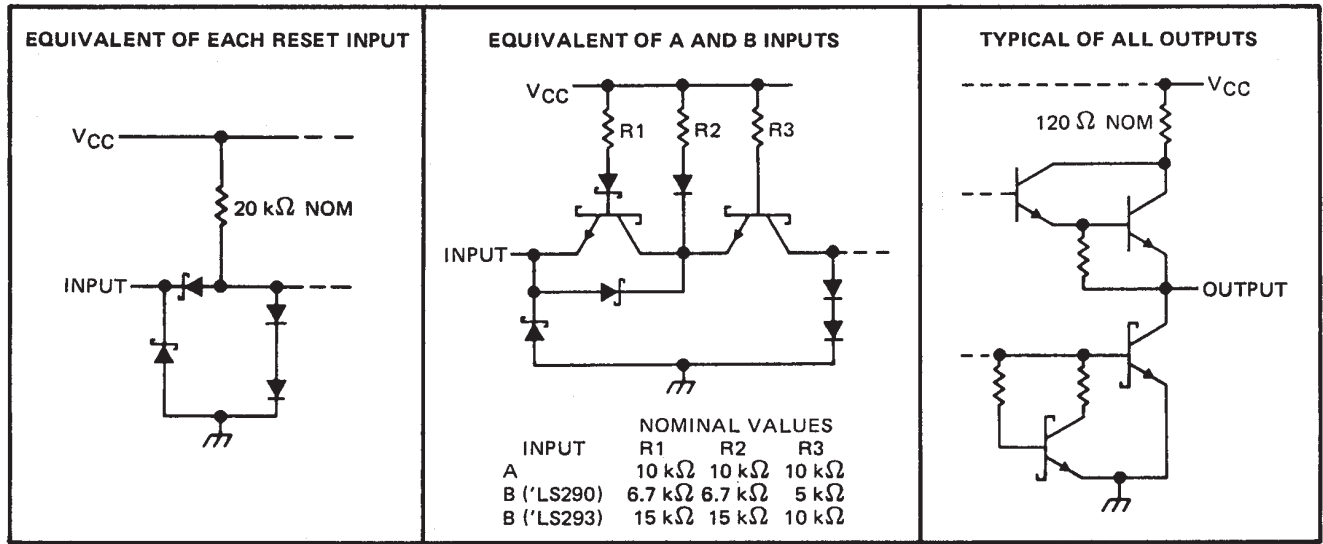 EQUIVALENT OF EACH RESET INPUT
VCC
20 kΩ NOM
INPUT
EQUIVALENT OF A AND B INPUTS
VCC
R1 R2 R3
INPUT
NOMINAL VALUES
INPUT R1 R2 R3
A 10 kΩ 10 kΩ 10 kΩ
B ('LS290) 6.7 kΩ 6.7 kΩ 5 kΩ
B ('LS293) 15 kΩ 15 kΩ 10 kΩ
TYPICAL OF ALL OUTPUTS
VCC
120 Ω NOM
OUTPUT